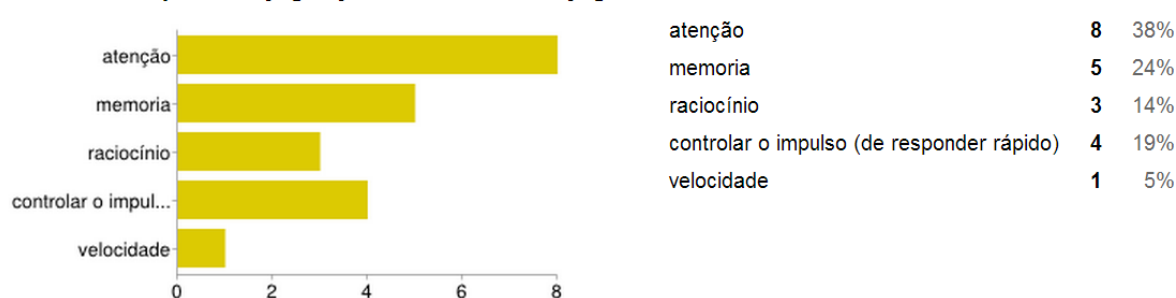 atenção
memoria
raciocínio
controlar o impul...
velocidade
0 2 4 6 8
atenção 8 38%
memoria 5 24%
raciocínio 3 14%
controlar o impulso (de responder rápido) 4 19%
velocidade 1 5%